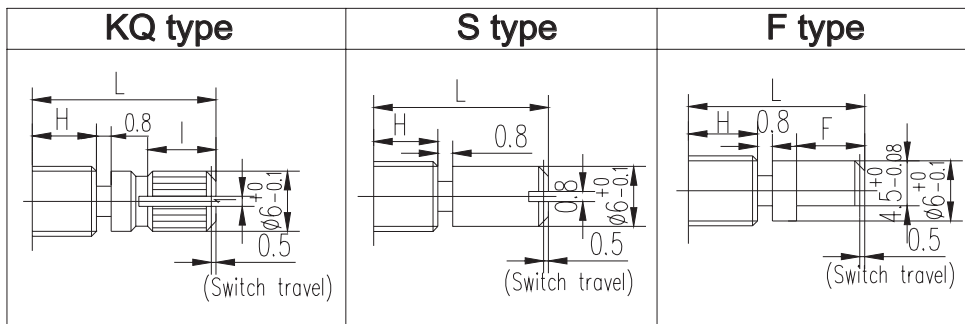 KQ type
S type
F type
L
H
0.8
I
1
ø6+0-0.1
0.5
(Switch travel)
L
H
0.8
0.8
ø6+0-0.1
0.5
(Switch travel)
L
H
0.8
F
4.5+0-0.08
ø6+0-0.1
0.5
(Switch travel)